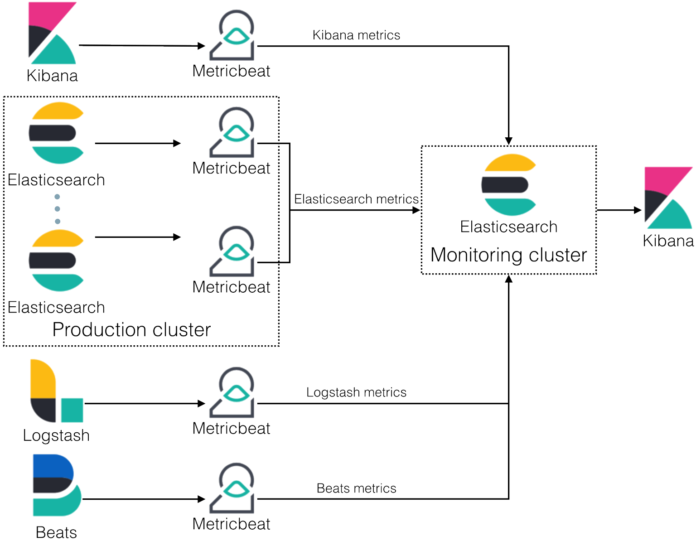 Kibana
Metricbeat
Kibana metrics
Elasticsearch
Metricbeat
Elasticsearch metrics
Elasticsearch
Metricbeat
Production cluster
Elasticsearch
Monitoring cluster
Kibana
Logstash
Metricbeat
Logstash metrics
Beats
Metricbeat
Beats metrics